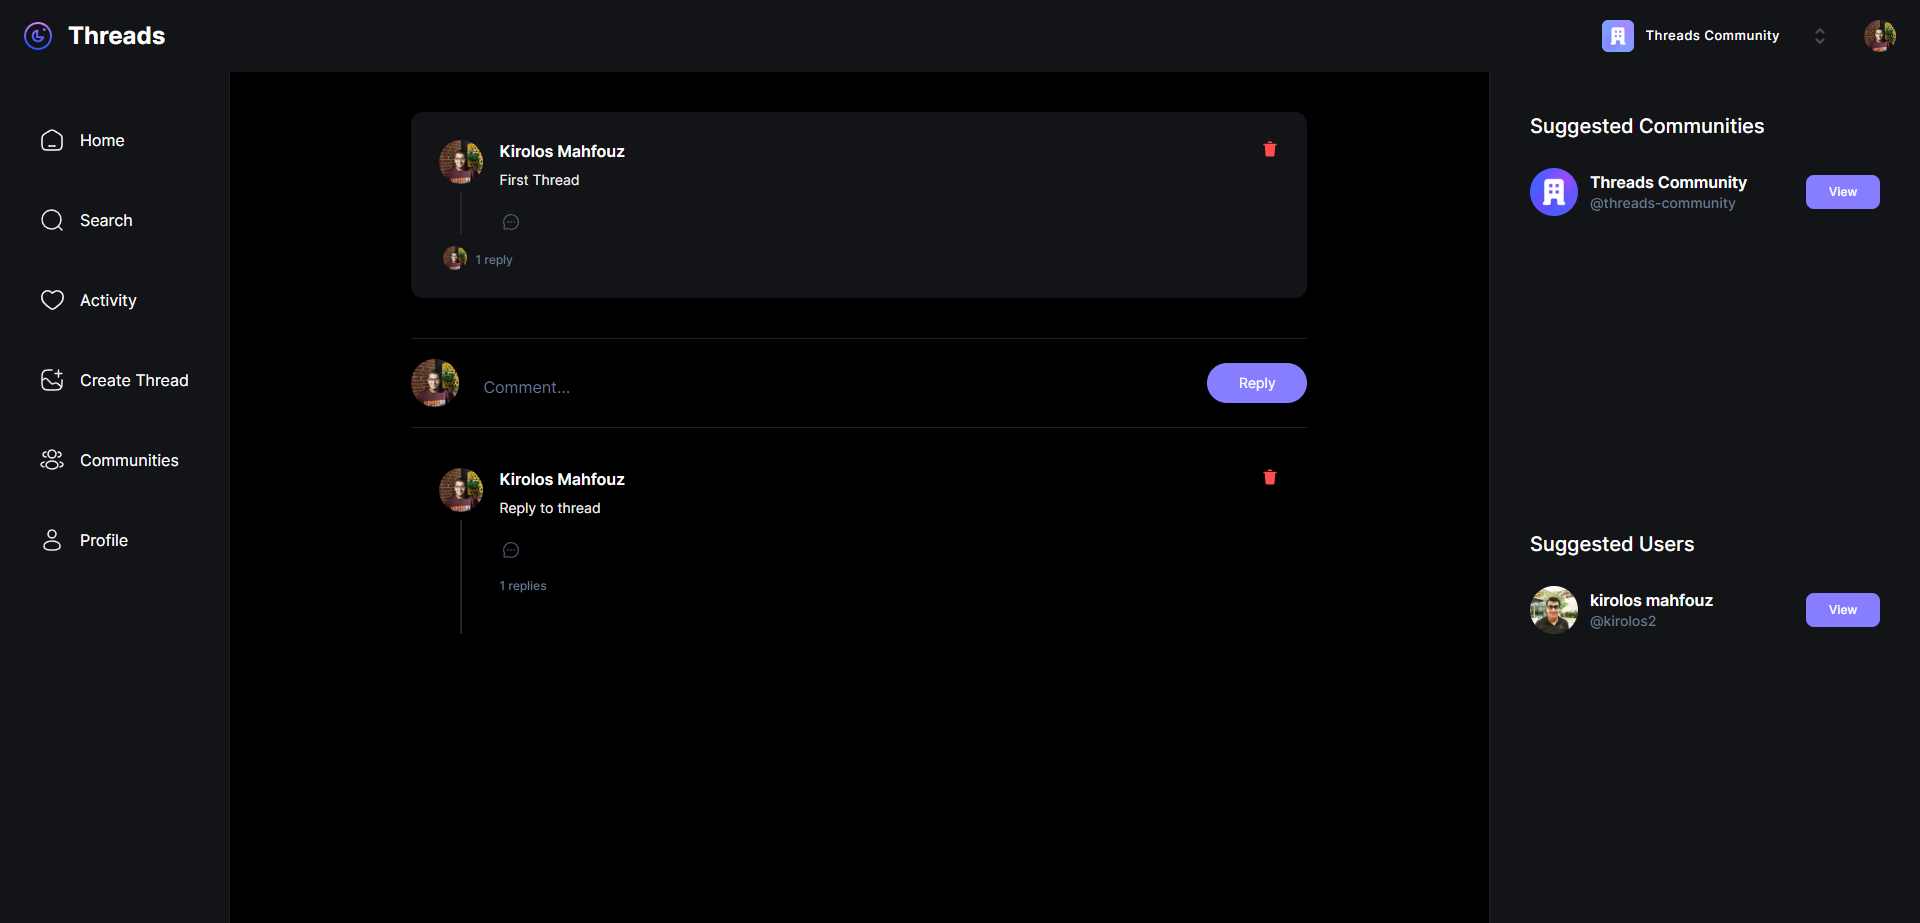 Threads
Threads Community
Home
Search
Activity
Create Thread
Communities
Profile
Kirolos Mahfouz
First Thread
1 reply
Comment...
Reply
Kirolos Mahfouz
Reply to thread
1 replies
Suggested Communities
Threads Community
@threads-community
View
Suggested Users
kirolos mahfouz
@kirolos2
View